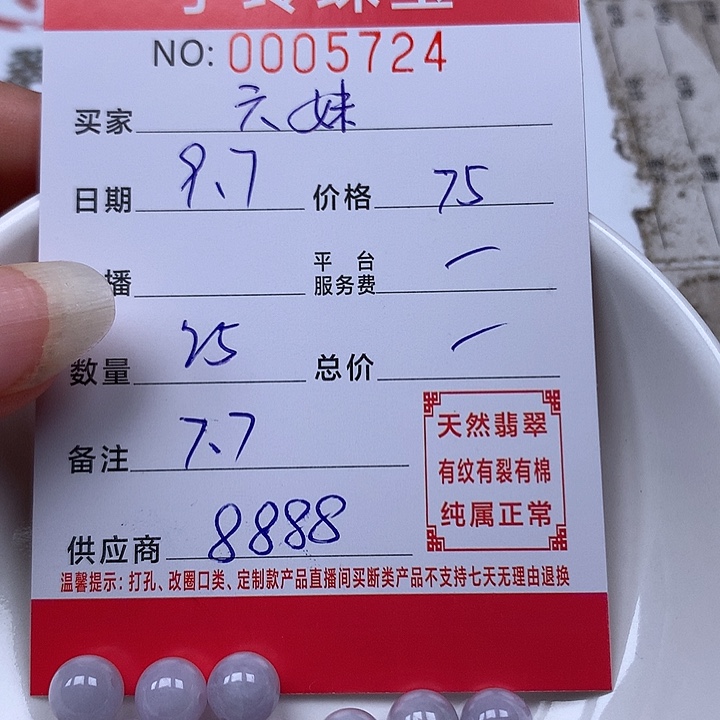 NO: 0005724
买家 六妹
日期 9.7 价格 75
播 平台服务费 一
数量 25 总价 一
备注 7.7
天然翡翠
有纹有裂有棉
纯属正常
供应商 8888
温馨提示：打孔、改圈口类、定制款产品直播间买断类产品不支持七天无理由退换